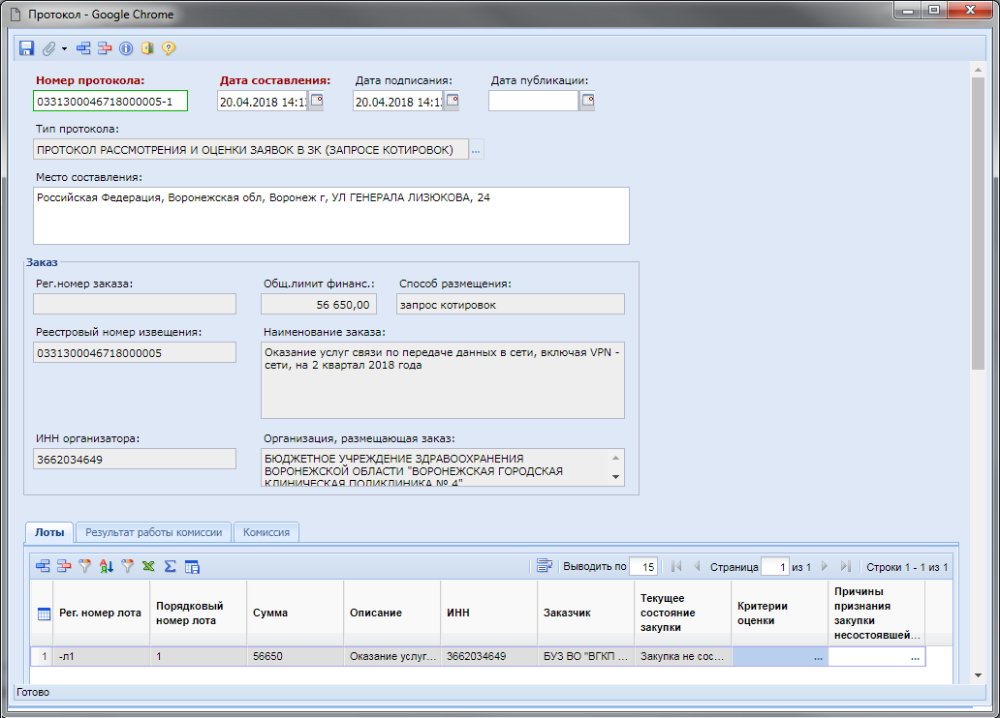 Протокол - Google Chrome
Номер протокола:
Дата составления:
Дата подписания:
Дата публикации:
0331300046718000005-1
20.04.2018 14:1
20.04.2018 14:1
Тип протокола:
ПРОТОКОЛ РАССМОТРЕНИЯ И ОЦЕНКИ ЗАЯВОК В ЗК (ЗАПРОСЕ КОТИРОВОК)
...
Место составления:
Российская Федерация, Воронежская обл, Воронеж г, УЛ ГЕНЕРАЛА ЛИЗЮКОВА, 24
Заказ
Рег.номер заказа:
Общ.лимит финанс.:
Способ размещения:
56 650,00
запрос котировок
Реестровый номер извещения:
Наименование заказа:
0331300046718000005
Оказание услуг связи по передаче данных в сети, включая VPN -
сети, на 2 квартал 2018 года
ИНН организатора:
Организация, размещающая заказ:
3662034649
БЮДЖЕТНОЕ УЧРЕЖДЕНИЕ ЗДРАВООХРАНЕНИЯ
ВОРОНЕЖСКОЙ ОБЛАСТИ "ВОРОНЕЖСКАЯ ГОРОДСКАЯ
КЛИНИЧЕСКАЯ ПОЛИКЛИНИКА № 4"
Лоты
Результат работы комиссии
Комиссия
Выводить по 15
Страница 1 из 1
Строки 1 - 1 из 1
Рег. номер лота
Порядковый
номер лота
Сумма
Описание
ИНН
Заказчик
Текущее
состояние
закупки
Критерии
оценки
Причины
признания
закупки
несостоявшей...
1 -л1 1 56650 Оказание услуг... 3662034649 БУЗ ВО "ВГКП ... Закупка не сос... ... ...
Готово